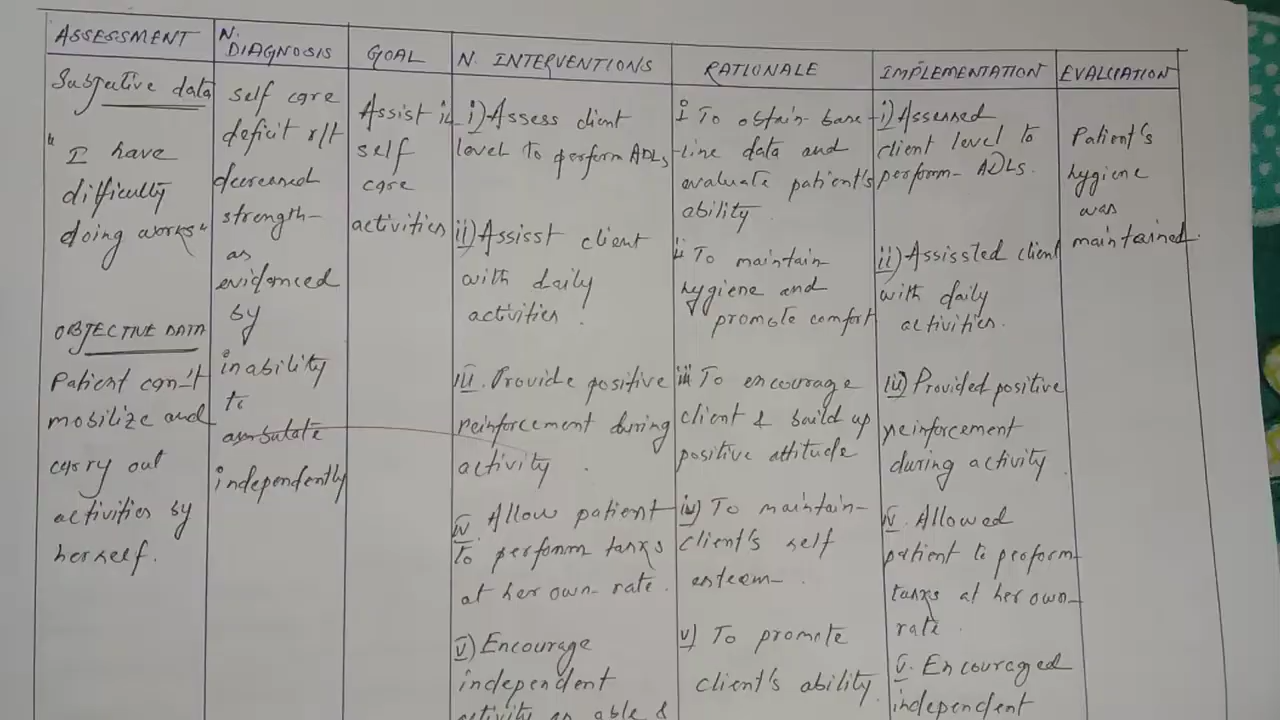 ASSESSMENT
Subjective data
"I have
difficulty
doing works"
OBJECTIVE DATA
Patient can't
mobilize and
carry out
activities by
herself.
N.
DIAGNOSIS
self care
deficit r/t
decreased
strength
as
evidenced
by
inability
to
ambulate
independently
GOAL
Assist in
self
care
activities
N. INTERVENTIONS
i) Assess client
level to perform ADLs
ii) Assisst client
with daily
activities.
iii. Provide positive
reinforcement during
activity.
iv. Allow patient
to perform tasks
at her own rate.
v) Encourage
independent
activity as able &
RATIONALE
i To obtain base
-line data and
evaluate patient's
ability.
ii To maintain
hygiene and
promote comfort
iii To encourage
client & build up
positive attitude
iv) To maintain
client's self
esteem.
v) To promote
client's ability.
IMPLEMENTATION
i) Assessed
client level to
perform ADLs.
ii) Assissted client
with daily
activities.
iii) Provided positive
reinforcement
during activity.
iv. Allowed
patient to perform
tasks at her own
rate.
v. Encouraged
independent
EVALUATION
Patient's
hygiene
was
maintained.